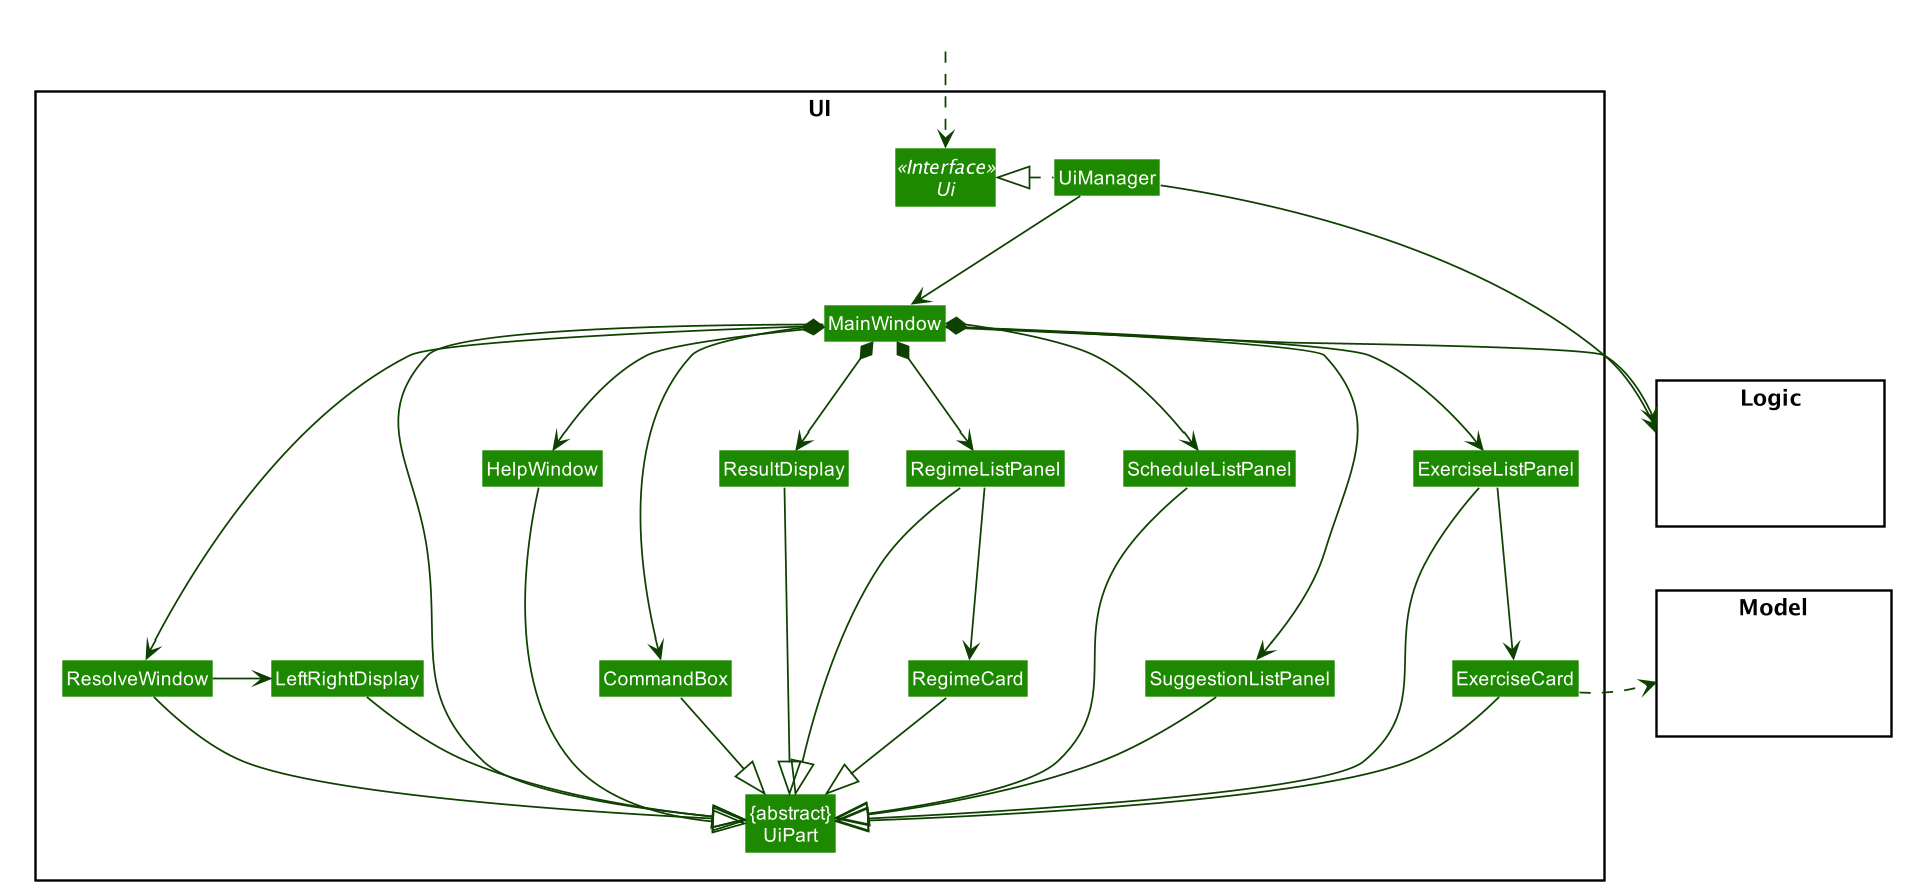 UI
«Interface»
Ui
UiManager
MainWindow
Logic
HelpWindow
ResultDisplay
RegimeListPanel
ScheduleListPanel
ExerciseListPanel
Model
ResolveWindow
LeftRightDisplay
CommandBox
RegimeCard
SuggestionListPanel
ExerciseCard
{abstract}
UiPart